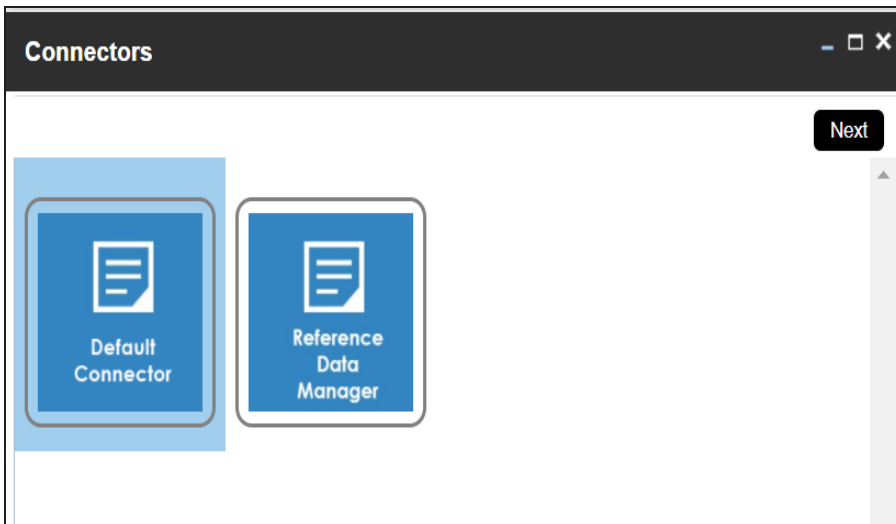 Connectors
Next
Default
Connector
Reference
Data
Manager